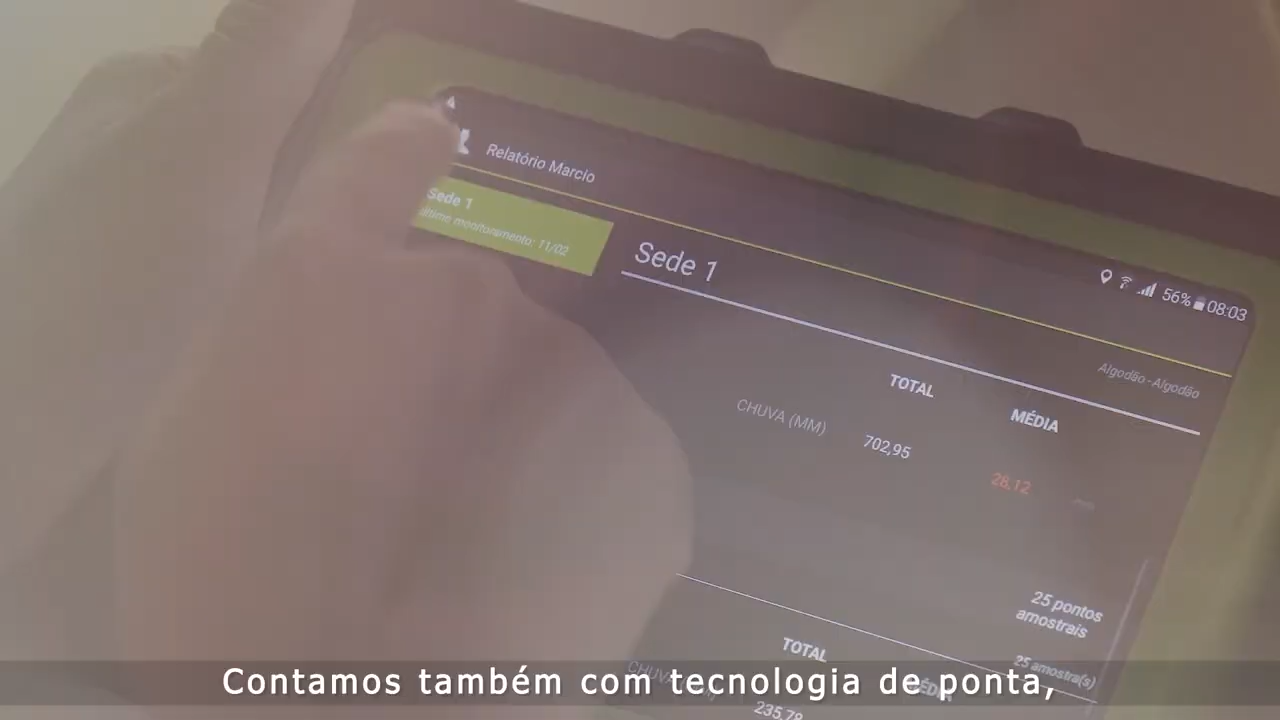 Relatório Marcio
Sede 1
último monitoramento: 11/02
Sede 1
56% 08:03
Algodão - Algodão
TOTAL
MÉDIA
CHUVA (MM)
702,95
28,12
25 pontos
amostrais
25 amostra(s)
TOTAL
MÉDIA
235,78
Contamos também com tecnologia de ponta,